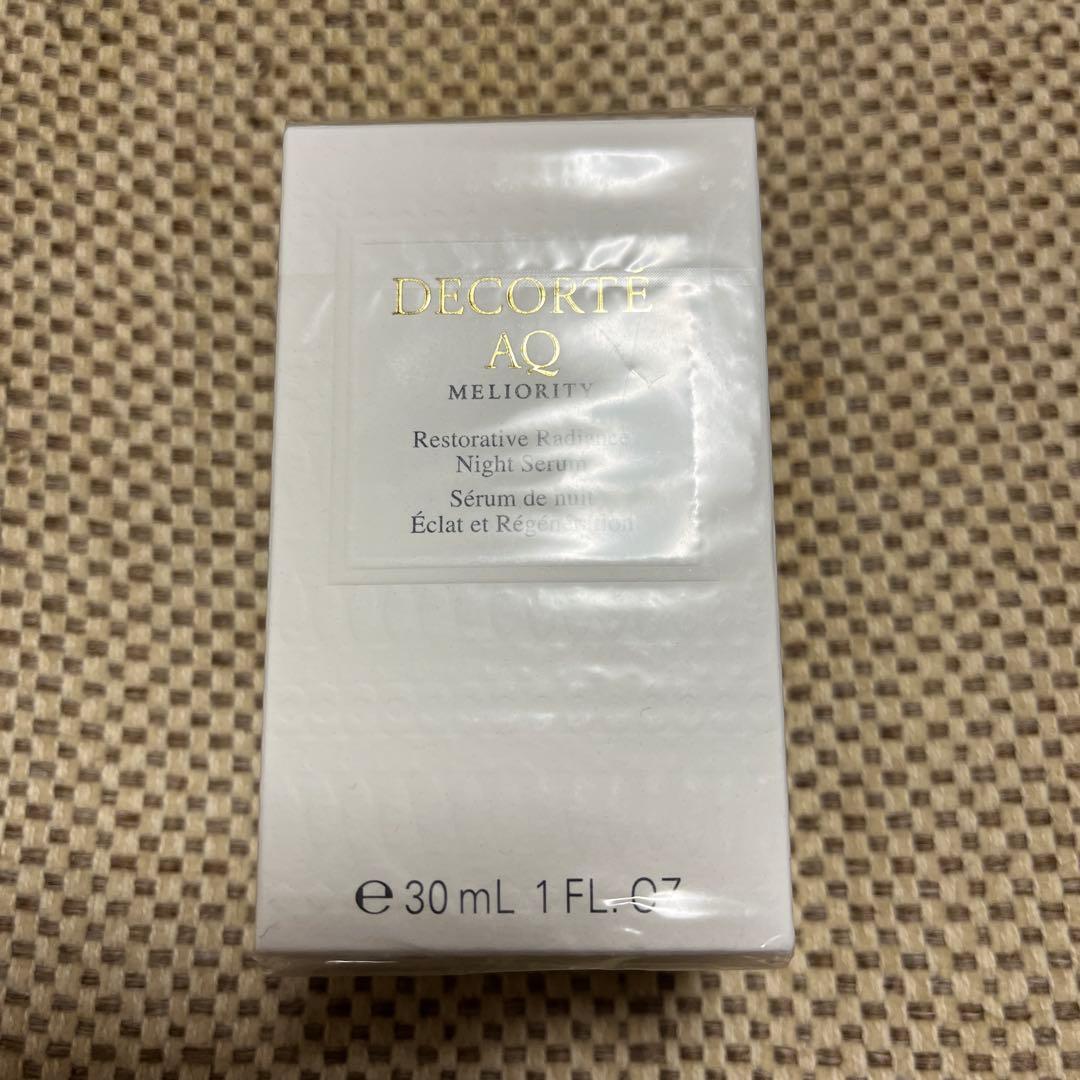 DECORTÉ
AQ
MELIORITY
Restorative Radiance
Night Serum
Sérum de nuit
Éclat et Régénération
℮ 30 mL 1 FL. OZ